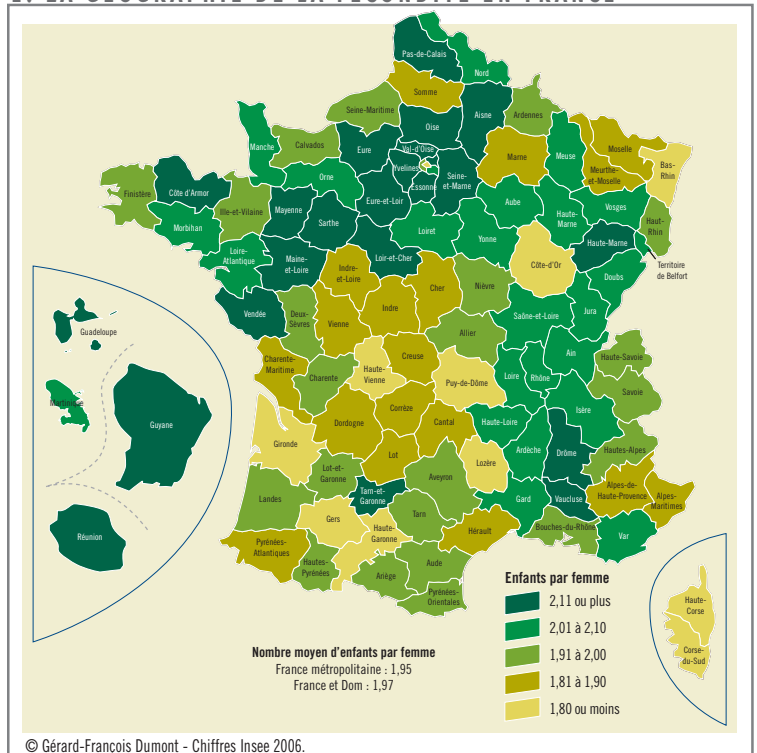 2. LA GÉOGRAPHIE DE LA FÉCONDITÉ EN FRANCE
Pas-de-Calais
Nord
Somme
Seine-Maritime
Oise
Aisne
Ardennes
Manche
Calvados
Eure
Val-d'Oise
Yvelines
Essonne
Seine-
et-Marne
Marne
Meuse
Moselle
Meurthe-
et-Moselle
Bas-
Rhin
Finistère
Côte d'Armor
Orne
Ille-et-Vilaine
Mayenne
Sarthe
Eure-et-Loir
Aube
Haute-
Marne
Vosges
Haut-
Rhin
Morbihan
Loire-
Atlantique
Maine-
et-Loire
Loir-et-Cher
Loiret
Yonne
Côte-d'Or
Haute-Marne
Territoire
de Belfort
Indre-
et-Loire
Cher
Nièvre
Doubs
Vendée
Deux-
Sèvres
Vienne
Indre
Allier
Saône-et-Loire
Jura
Guadeloupe
Charente-
Maritime
Charente
Haute-
Vienne
Creuse
Puy-de-Dôme
Loire
Rhône
Ain
Haute-Savoie
Savoie
Martinique
Guyane
Gironde
Dordogne
Corrèze
Cantal
Haute-Loire
Isère
Lot
Lozère
Ardèche
Drôme
Hautes-Alpes
Landes
Lot-et-
Garonne
Tarn-et-
Garonne
Aveyron
Gard
Vaucluse
Alpes-de-
Haute-Provence
Alpes-
Maritimes
Réunion
Gers
Haute-
Garonne
Tarn
Hérault
Bouches-du-Rhône
Var
Pyrénées-
Atlantiques
Hautes-
Pyrénées
Ariège
Aude
Pyrénées-
Orientales
Haute-
Corse
Corse-
du-Sud
Enfants par femme
2,11 ou plus
2,01 à 2,10
1,91 à 2,00
1,81 à 1,90
1,80 ou moins
Nombre moyen d'enfants par femme
France métropolitaine : 1,95
France et Dom : 1,97
© Gérard-François Dumont - Chiffres Insee 2006.